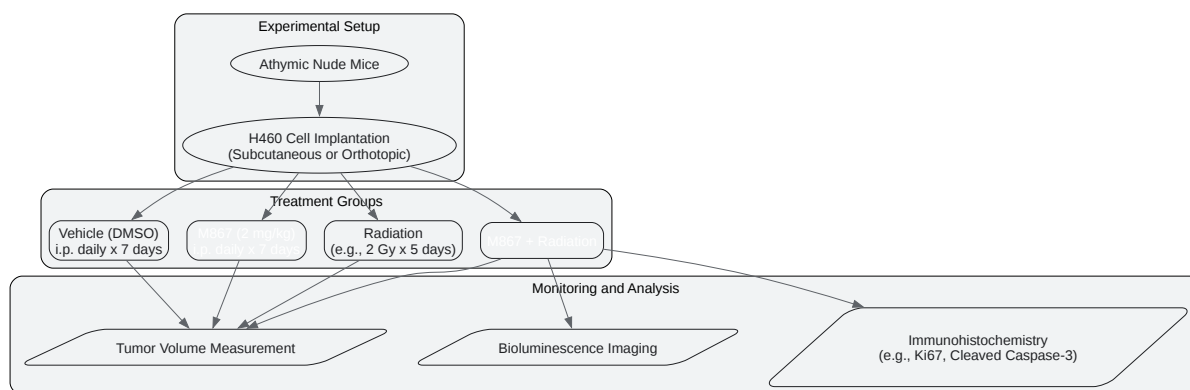 Experimental Setup
Athymic Nude Mice
H460 Cell Implantation
(Subcutaneous or Orthotopic)
Treatment Groups
Vehicle (DMSO)
i.p. daily x 7 days
M867 (2 mg/kg)
i.p. daily x 7 days
Radiation
(e.g., 2 Gy x 5 days)
M867 + Radiation
Monitoring and Analysis
Tumor Volume Measurement
Bioluminescence Imaging
Immunohistochemistry
(e.g., Ki67, Cleaved Caspase-3)